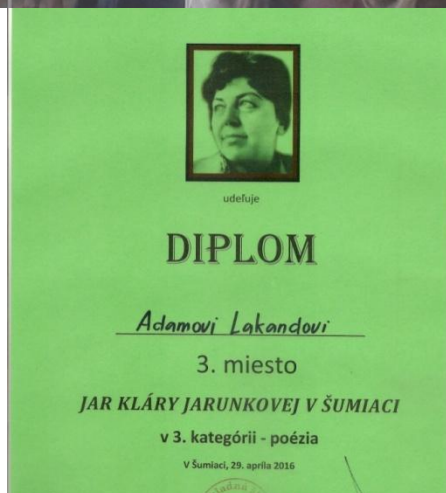 udeľuje
DIPLOM
Adamovi Lakandovi
3. miesto
JAR KLÁRY JARUNKOVEJ V ŠUMIACI
v 3. kategórii - poézia
V Šumiaci, 29. apríla 2016